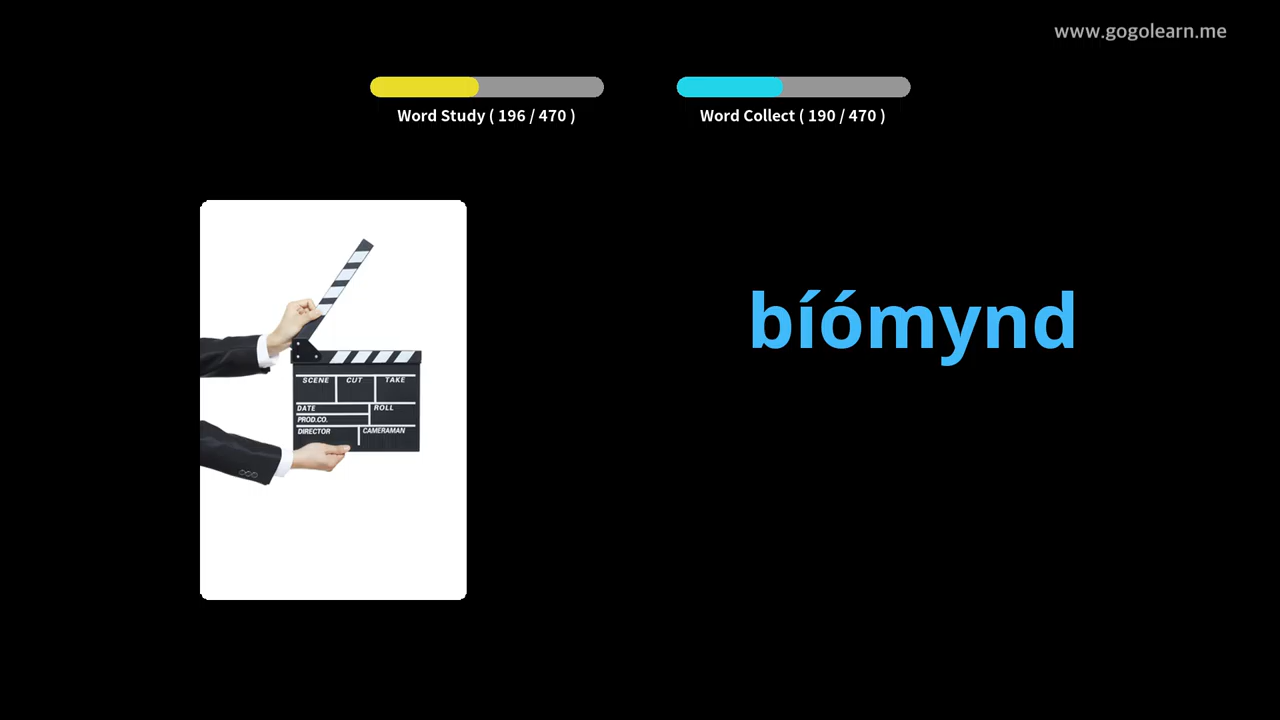 www.gogolearn.me
Word Study ( 196 / 470 )
Word Collect ( 190 / 470 )
bíómynd
SCENE CUT TAKE
DATE ROLL
PROD.CO.
DIRECTOR CAMERAMAN